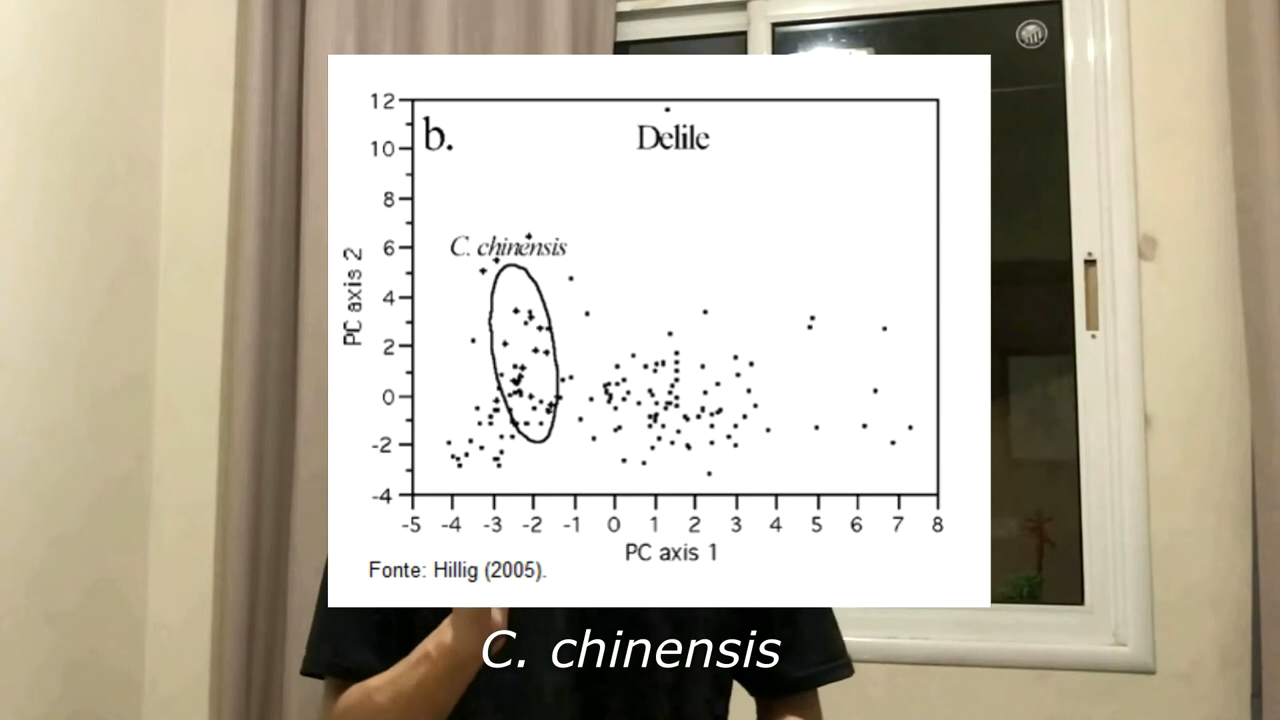 12
b.
Delile
10
8
6
C. chinensis
4
2
0
-2
-4
PC axis 2
-5 -4 -3 -2 -1 0 1 2 3 4 5 6 7 8
PC axis 1
Fonte: Hillig (2005).
C. chinensis